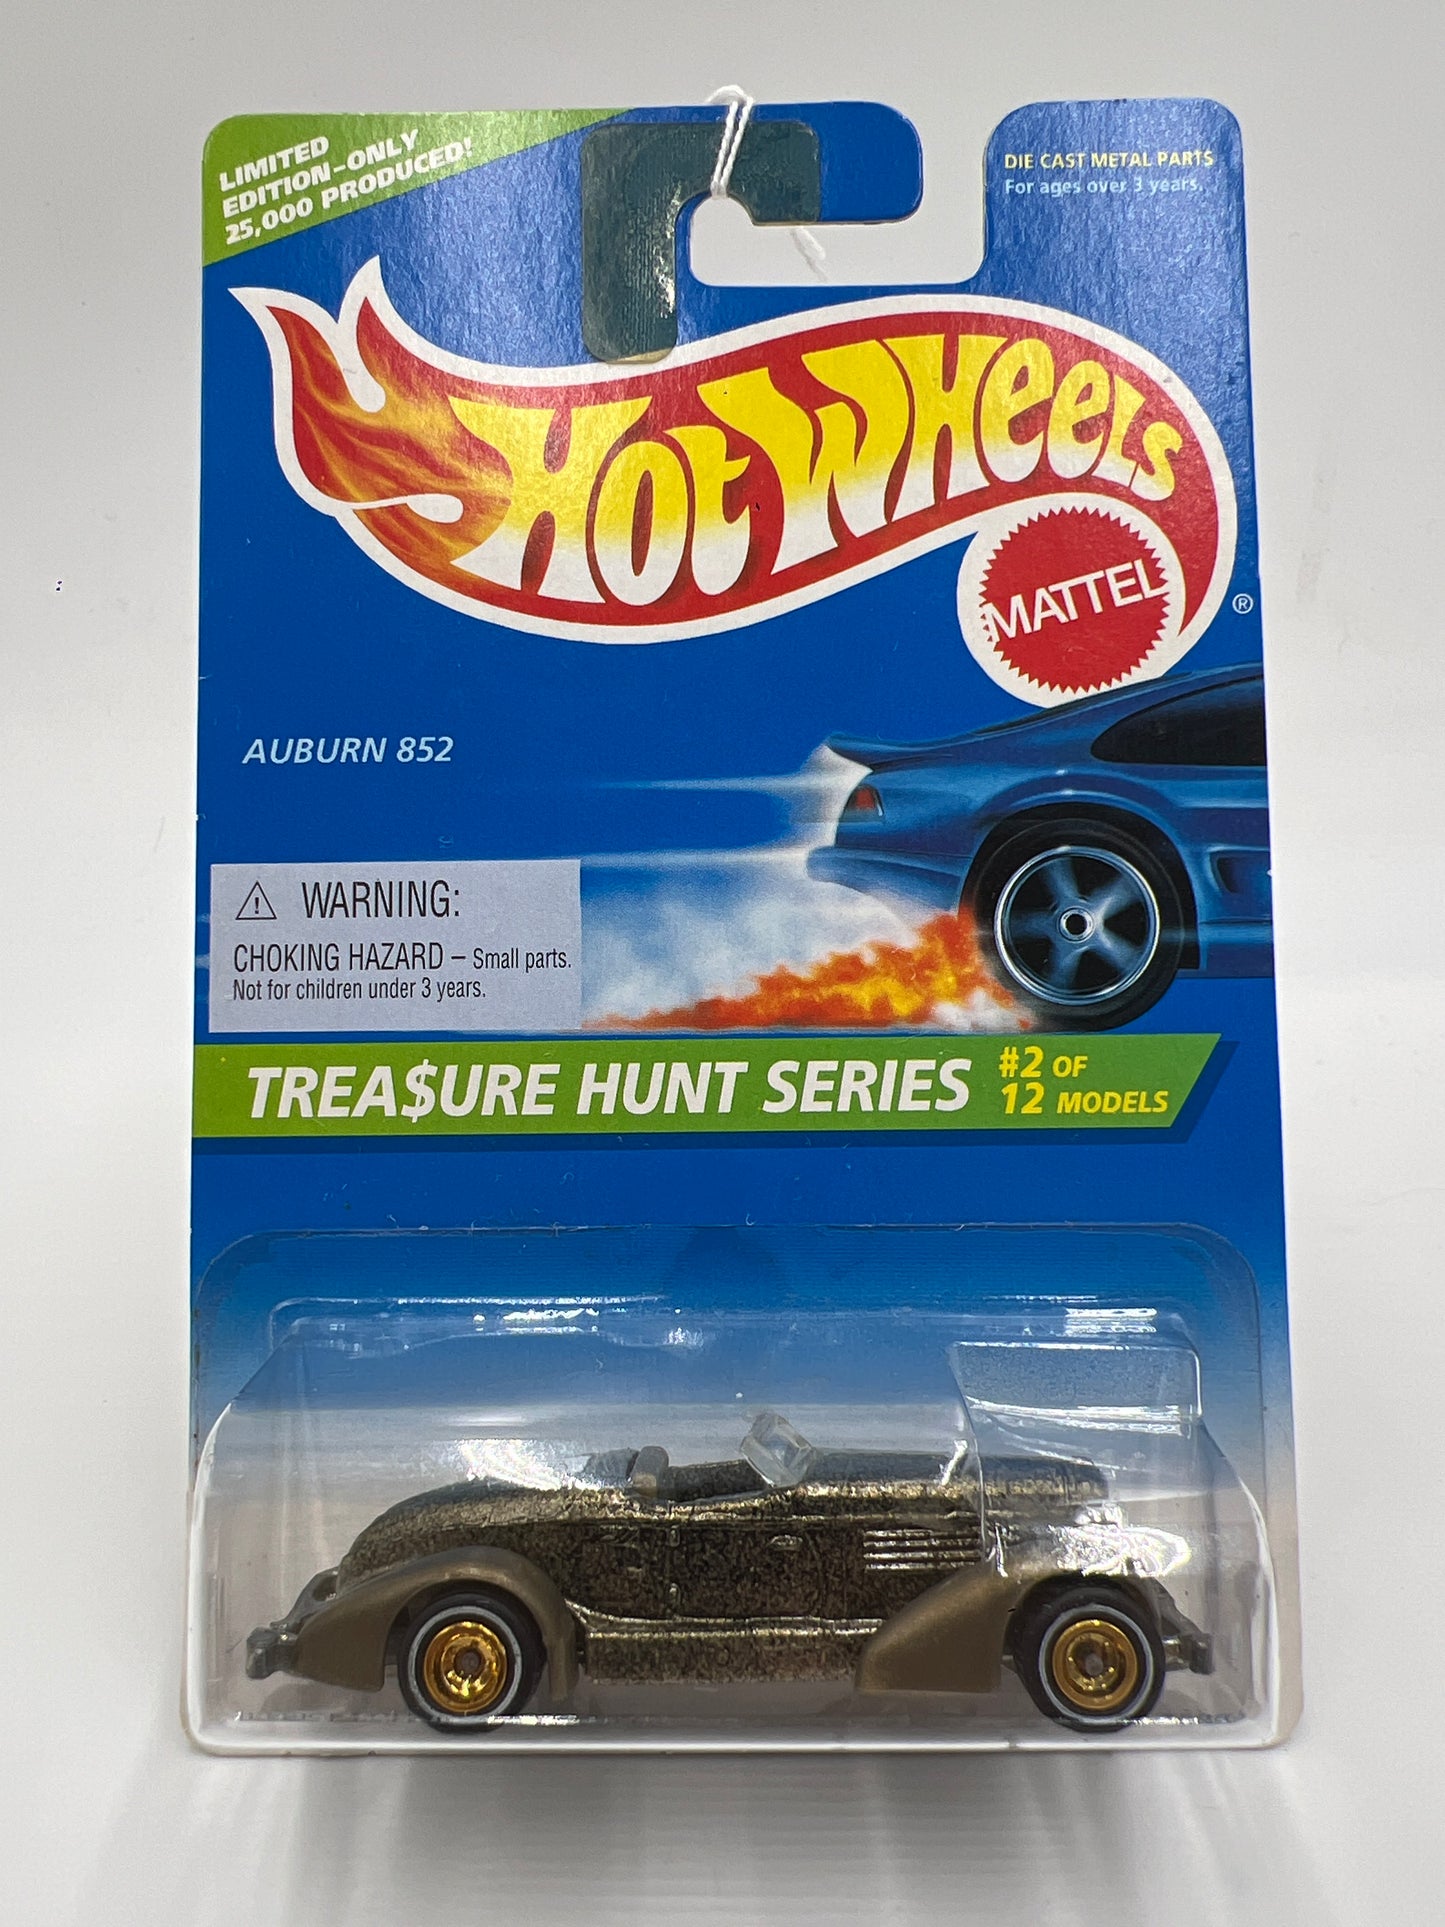 LIMITED
EDITION-ONLY
25,000 PRODUCED!
DIE CAST METAL PARTS
For ages over 3 years.
HOT WHEELS
MATTEL
®
AUBURN 852
WARNING:
CHOKING HAZARD – Small parts.
Not for children under 3 years.
TREA$URE HUNT SERIES #2 OF
12 MODELS